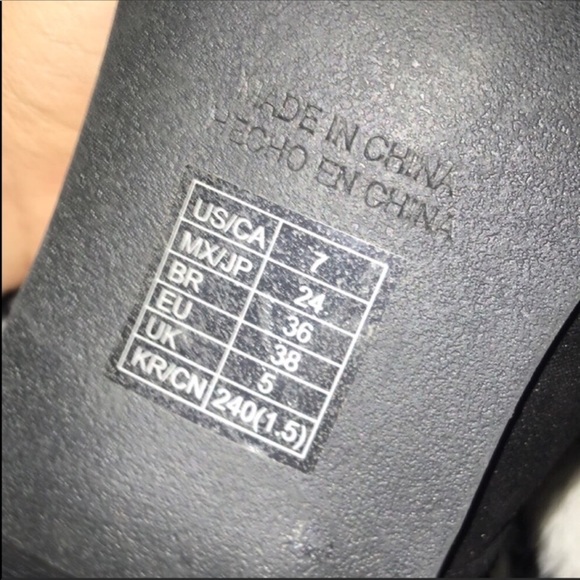 MADE IN CHINA
HECHO EN CHINA
US/CA 7
MX/JP 24
BR 36
EU 38
UK 5
KR/CN 240(1.5)